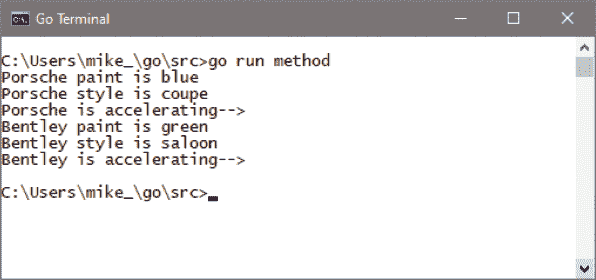 Go Terminal
C:\Users\mike_\go\src>go run method
Porsche paint is blue
Porsche style is coupe
Porsche is accelerating-->
Bentley paint is green
Bentley style is saloon
Bentley is accelerating-->
C:\Users\mike_\go\src>